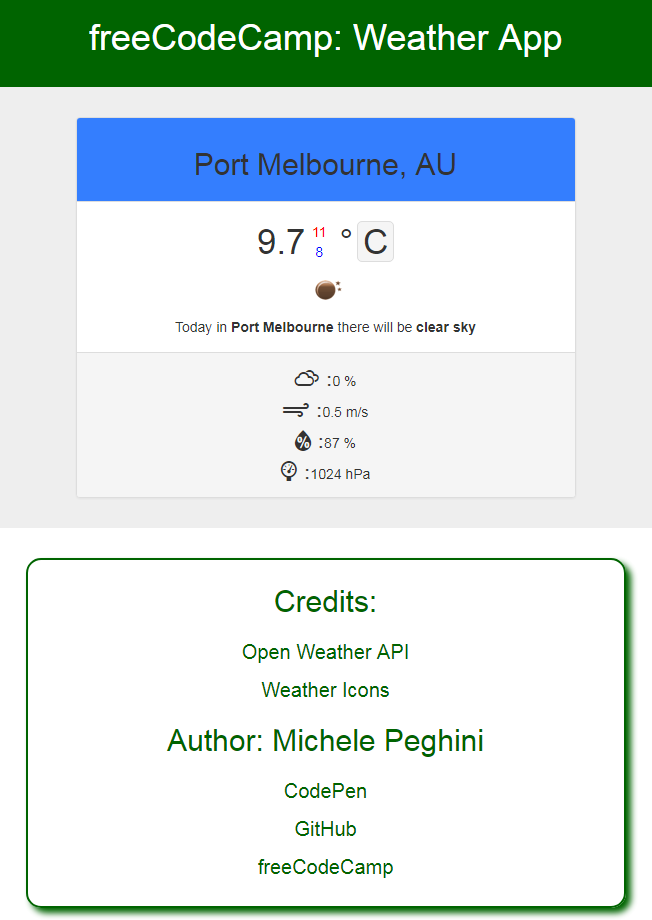 freeCodeCamp: Weather App
Port Melbourne, AU
9.7 11 8 ° C
Today in Port Melbourne there will be clear sky
:0 %
:0.5 m/s
% :87 %
:1024 hPa
Credits:
Open Weather API
Weather Icons
Author: Michele Peghini
CodePen
GitHub
freeCodeCamp